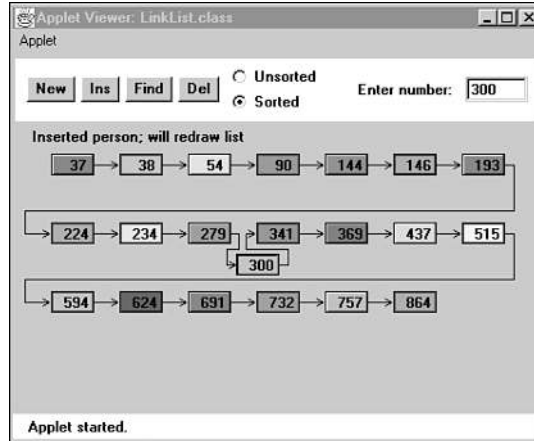 Applet Viewer: LinkList.class
Applet
New Ins Find Del Unsorted Sorted Enter number: 300
Inserted person; will redraw list
37 38 54 90 144 146 193
224 234 279 341 369 437 515
300
594 624 691 732 757 864
Applet started.